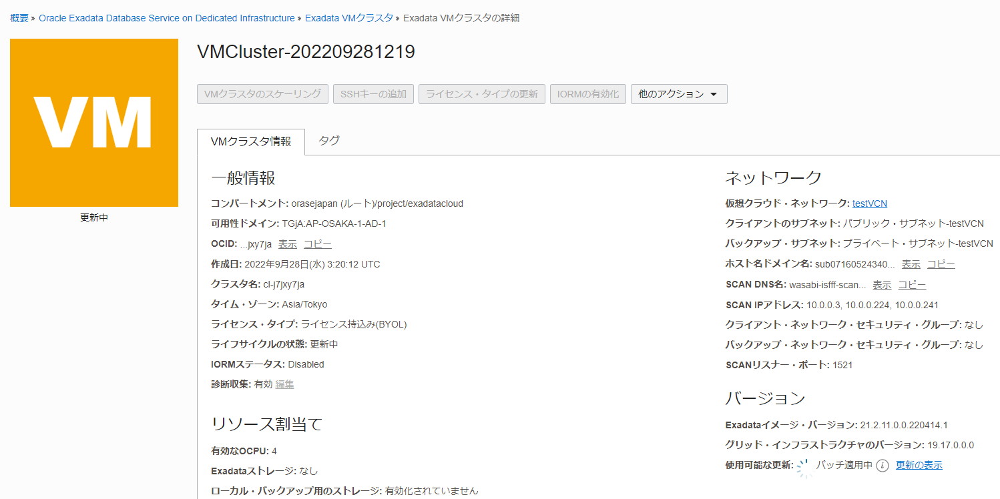 概要 » Oracle Exadata Database Service on Dedicated Infrastructure » Exadata VMクラスタ » Exadata VMクラスタの詳細
VM
更新中
VMCluster-202209281219
VMクラスタのスケーリング SSHキーの追加 ライセンス・タイプの更新 IORMの有効化 他のアクション
VMクラスタ情報 タグ
一般情報
コンパートメント: orasejapan (ルート)/project/exadatacloud
可用性ドメイン: TGjA:AP-OSAKA-1-AD-1
OCID: ...jxy7ja 表示 コピー
作成日: 2022年9月28日(水) 3:20:12 UTC
クラスタ名: cl-j7jxy7ja
タイム・ゾーン: Asia/Tokyo
ライセンス・タイプ: ライセンス持込み(BYOL)
ライフサイクルの状態: 更新中
IORMステータス: Disabled
診断収集: 有効 編集
リソース割当て
有効なOCPU: 4
Exadataストレージ: なし
ローカル・バックアップ用のストレージ: 有効化されていません
ネットワーク
仮想クラウド・ネットワーク: testVCN
クライアントのサブネット: パブリック・サブネット-testVCN
バックアップ・サブネット: プライベート・サブネット-testVCN
ホスト名ドメイン名: sub07160524340... 表示 コピー
SCAN DNS名: wasabi-isfff-scan... 表示 コピー
SCAN IPアドレス: 10.0.0.3, 10.0.0.224, 10.0.0.241
クライアント・ネットワーク・セキュリティ・グループ: なし
バックアップ・ネットワーク・セキュリティ・グループ: なし
SCANリスナー・ポート: 1521
バージョン
Exadataイメージ・バージョン: 21.2.11.0.0.220414.1
グリッド・インフラストラクチャのバージョン: 19.17.0.0.0
使用可能な更新: パッチ適用中 i 更新の表示